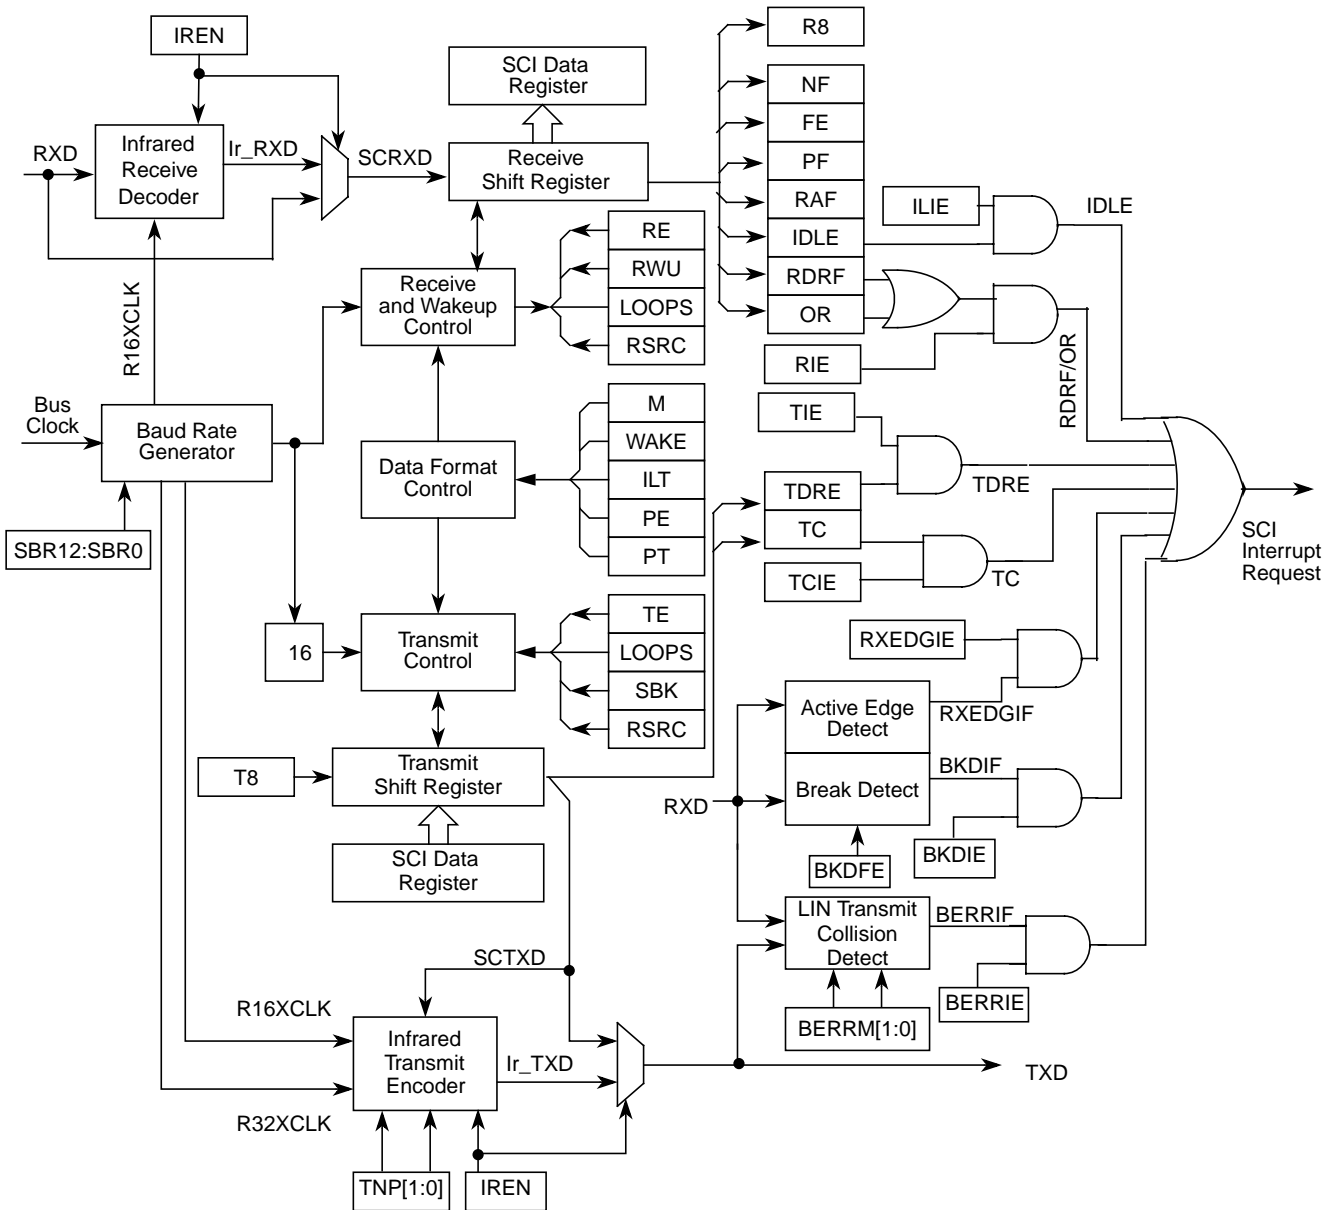 IREN
R8
SCI Data
Register
NF
FE
RXD
Infrared
Receive
Decoder
Ir_RXD
SCRXD
Receive
Shift Register
PF
RAF
ILIE
IDLE
RE
IDLE
RWU
RDRF
R16XCLK
Receive
and Wakeup
Control
LOOPS
OR
RSRC
RIE
RDRF/OR
Bus
Clock
Baud Rate
Generator
M
TIE
WAKE
Data Format
Control
ILT
TDRE
TDRE
PE
TC
SBR12:SBR0
PT
TCIE
TC
SCI
Interrupt
Request
16
Transmit
Control
TE
LOOPS
SBK
RSRC
RXEDGIE
Active Edge
Detect
RXEDGIF
T8
Transmit
Shift Register
RXD
Break Detect
BKDIF
BKDIE
SCI Data
Register
BKDFE
LIN Transmit
Collision
Detect
BERRIF
SCTXD
BERRIE
R16XCLK
Infrared
Transmit
Encoder
Ir_TXD
BERRM[1:0]
TXD
R32XCLK
TNP[1:0]
IREN